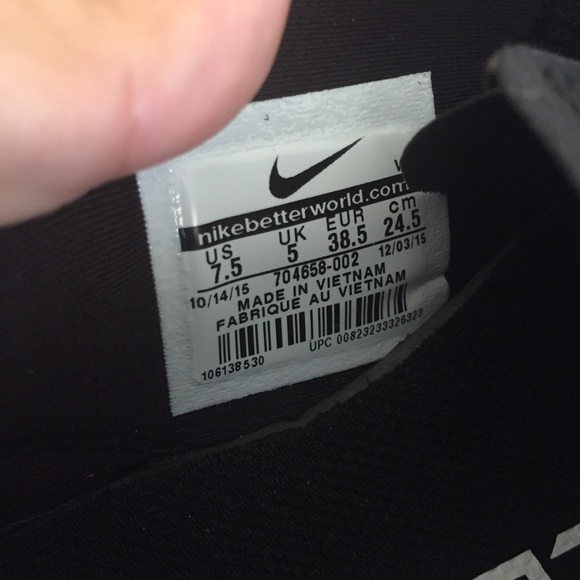 nikebetterworld.com
US UK EUR cm
7.5 5 38.5 24.5
704658-002
10/14/15 12/03/15
MADE IN VIETNAM
FABRIQUE AU VIETNAM
UPC 00823233326323
106138530